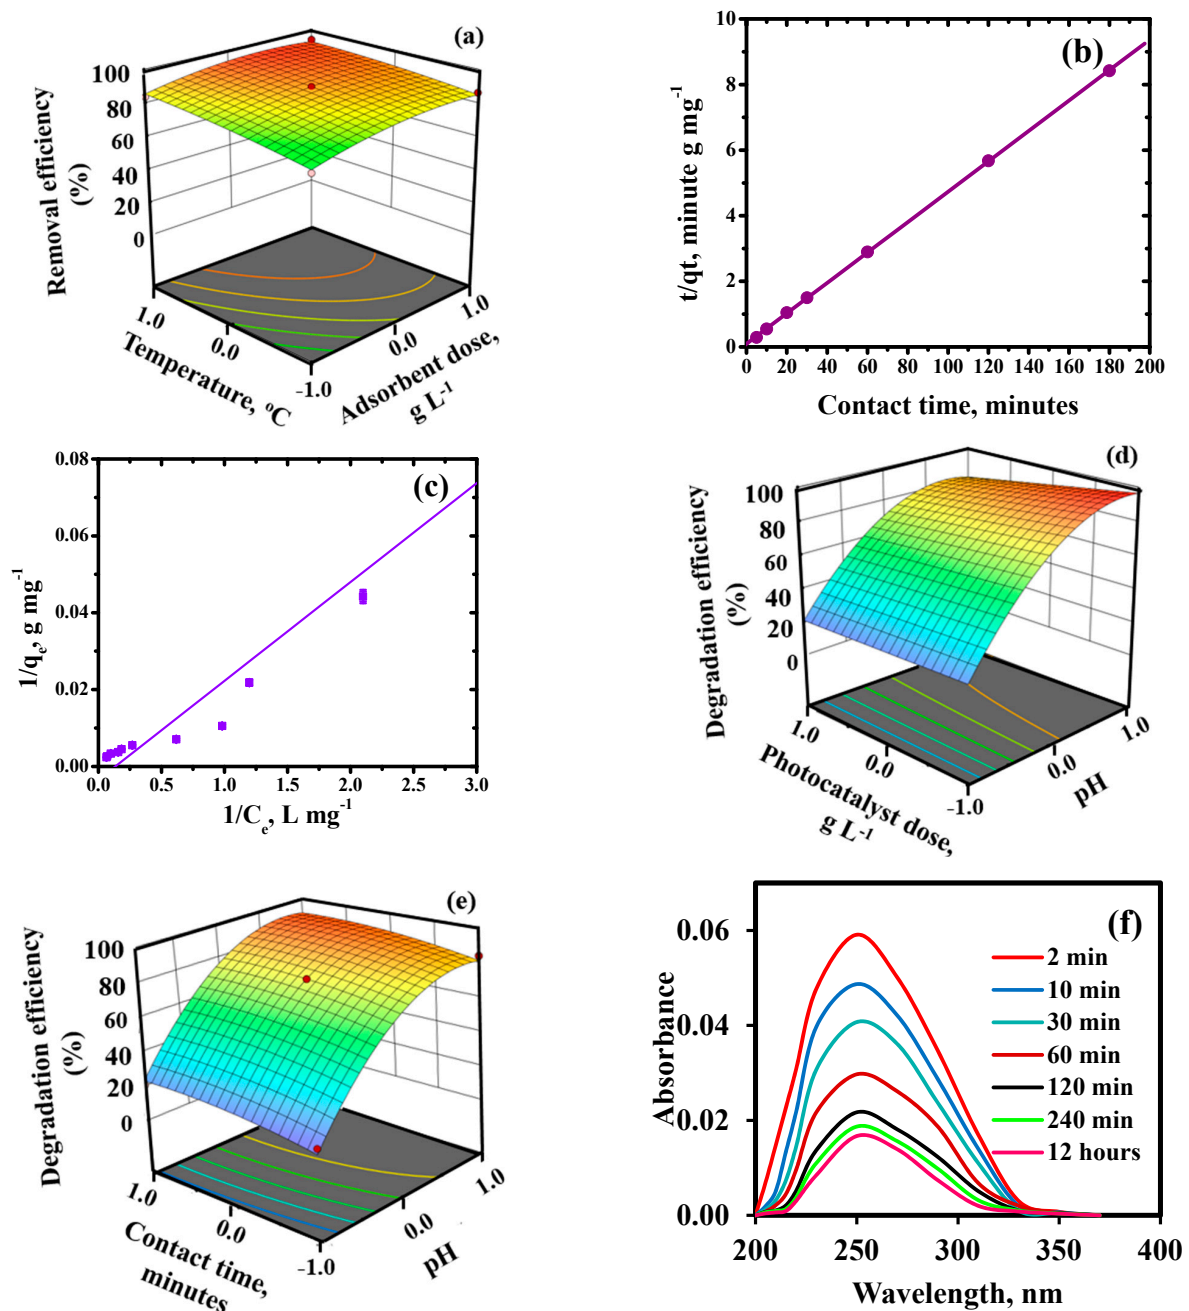 (a)
100
80
60
40
20
0
Removal efficiency
(%)
1.0
0.0
-1.0
0.0
1.0
Temperature, °C
Adsorbent dose,
g L-1
(b)
10
8
6
4
2
0
t/qt, minute g mg-1
0 20 40 60 80 100 120 140 160 180 200
Contact time, minutes
(c)
0.08
0.06
0.04
0.02
0.00
1/qe, g mg-1
0.0 0.5 1.0 1.5 2.0 2.5 3.0
1/Ce, L mg-1
(d)
100
80
60
40
20
0
Degradation efficiency
(%)
1.0
0.0
-1.0
0.0
1.0
Photocatalyst dose,
g L-1
pH
(e)
100
80
60
40
20
0
Degradation efficiency
(%)
1.0
0.0
-1.0
0.0
1.0
Contact time,
minutes
pH
(f)
0.06
0.04
0.02
0.00
Absorbance
2 min
10 min
30 min
60 min
120 min
240 min
12 hours
200 250 300 350 400
Wavelength, nm